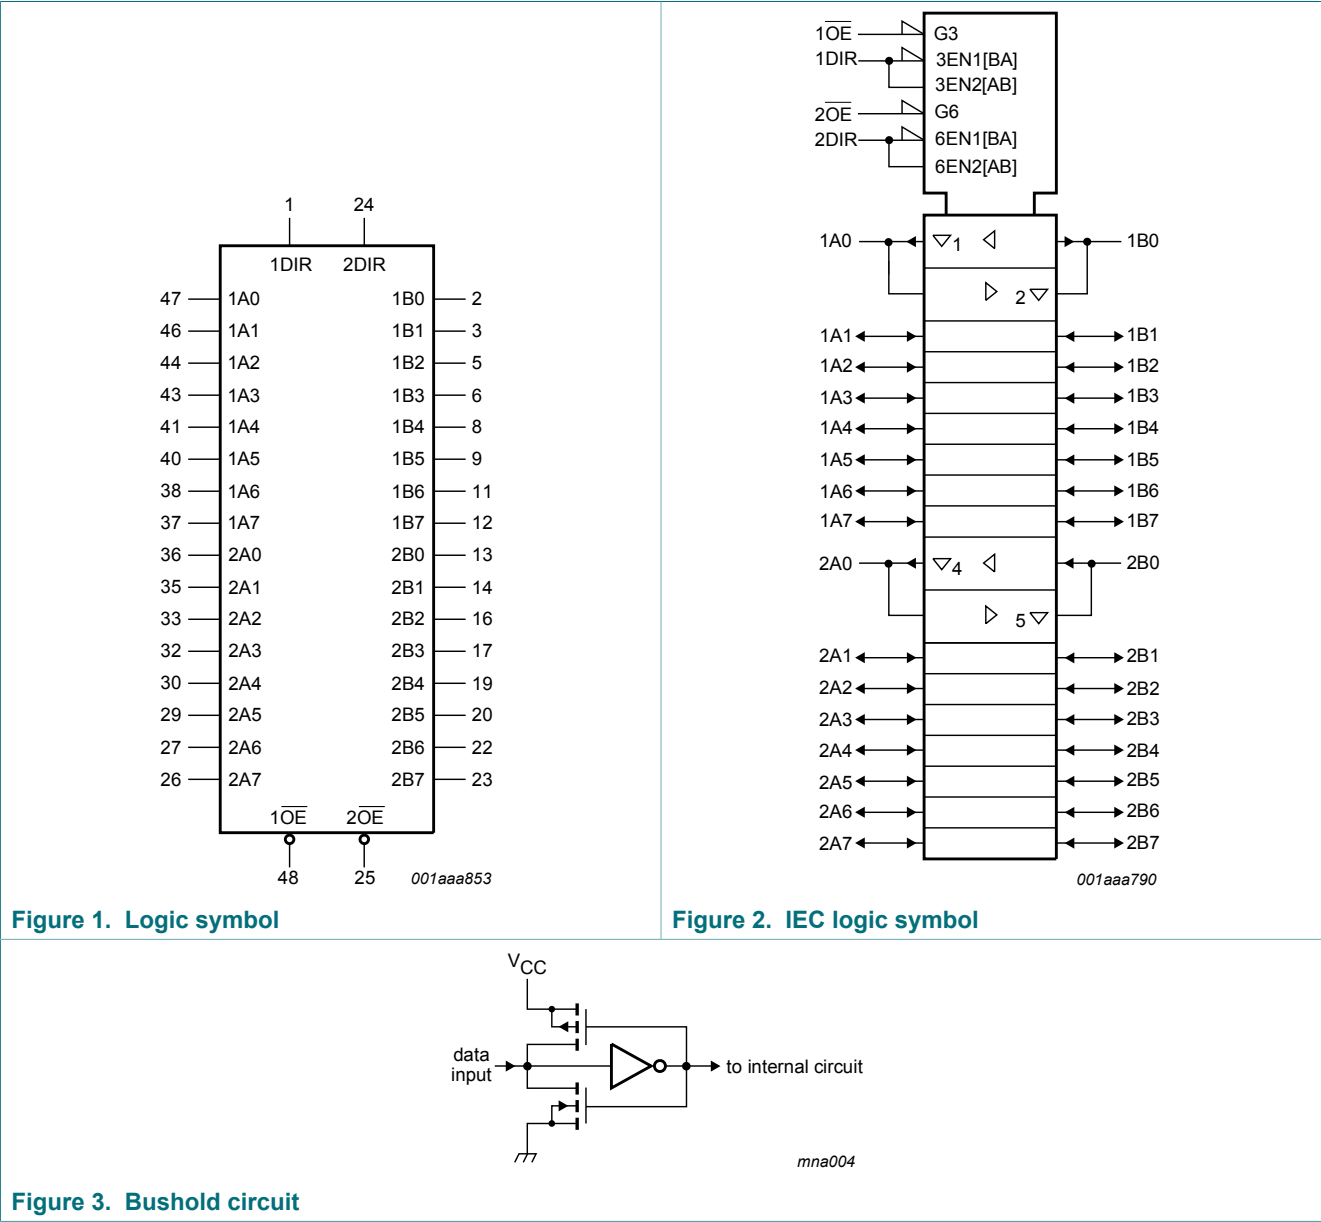 1 24
1DIR 2DIR
47 1A0 1B0 2
46 1A1 1B1 3
44 1A2 1B2 5
43 1A3 1B3 6
41 1A4 1B4 8
40 1A5 1B5 9
38 1A6 1B6 11
37 1A7 1B7 12
36 2A0 2B0 13
35 2A1 2B1 14
33 2A2 2B2 16
32 2A3 2B3 17
30 2A4 2B4 19
29 2A5 2B5 20
27 2A6 2B6 22
26 2A7 2B7 23
1O̅E̅ 2O̅E̅
48 25 001aaa853
Figure 1. Logic symbol
1O̅E̅ G3
1DIR 3EN1[BA]
3EN2[AB]
2O̅E̅ G6
2DIR 6EN1[BA]
6EN2[AB]
1A0 1 1B0
2
1A1 1B1
1A2 1B2
1A3 1B3
1A4 1B4
1A5 1B5
1A6 1B6
1A7 1B7
2A0 4 2B0
5
2A1 2B1
2A2 2B2
2A3 2B3
2A4 2B4
2A5 2B5
2A6 2B6
2A7 2B7
001aaa790
Figure 2. IEC logic symbol
VCC
data
input
to internal circuit
mna004
Figure 3. Bushold circuit